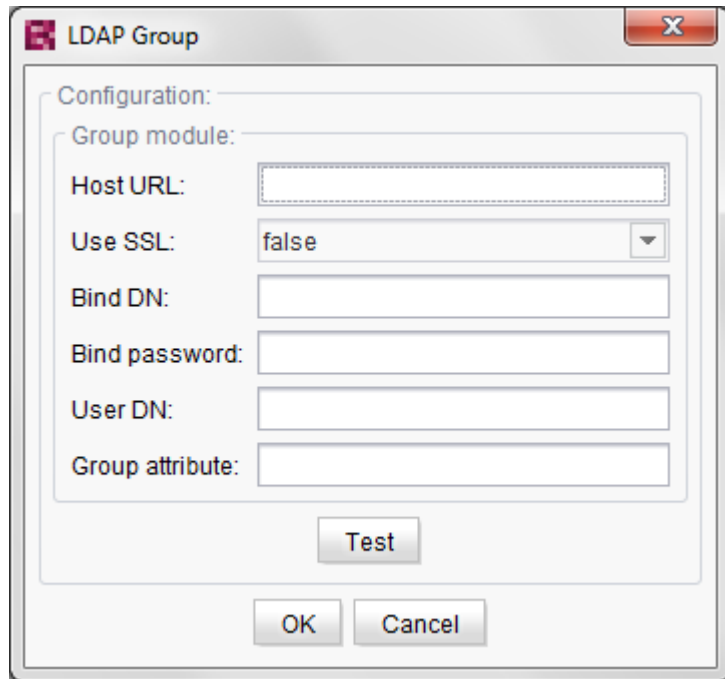 LDAP Group
Configuration:
Group module:
Host URL:
Use SSL: false
Bind DN:
Bind password:
User DN:
Group attribute:
Test
OK Cancel